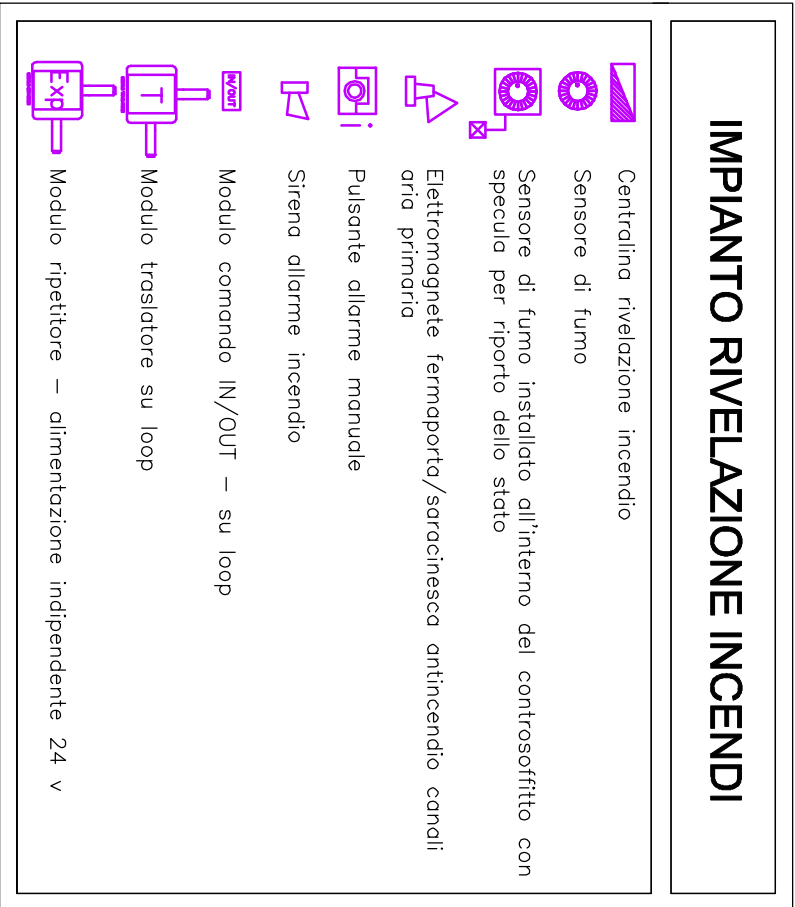 IMPIANTO RIVELAZIONE INCENDI
Centralina rivelazione incendio
Sensore di fumo
Sensore di fumo installato all'interno del controsoffitto con
specula per riporto dello stato
Elettromagnete fermaporta/saracinesca antincendio canali
aria primaria
i
Pulsante allarme manuale
Sirena allarme incendio
IN/OUT
Modulo comando IN/OUT – su loop
T
Modulo traslatore su loop
Exp
Modulo ripetitore – alimentazione indipendente 24 v